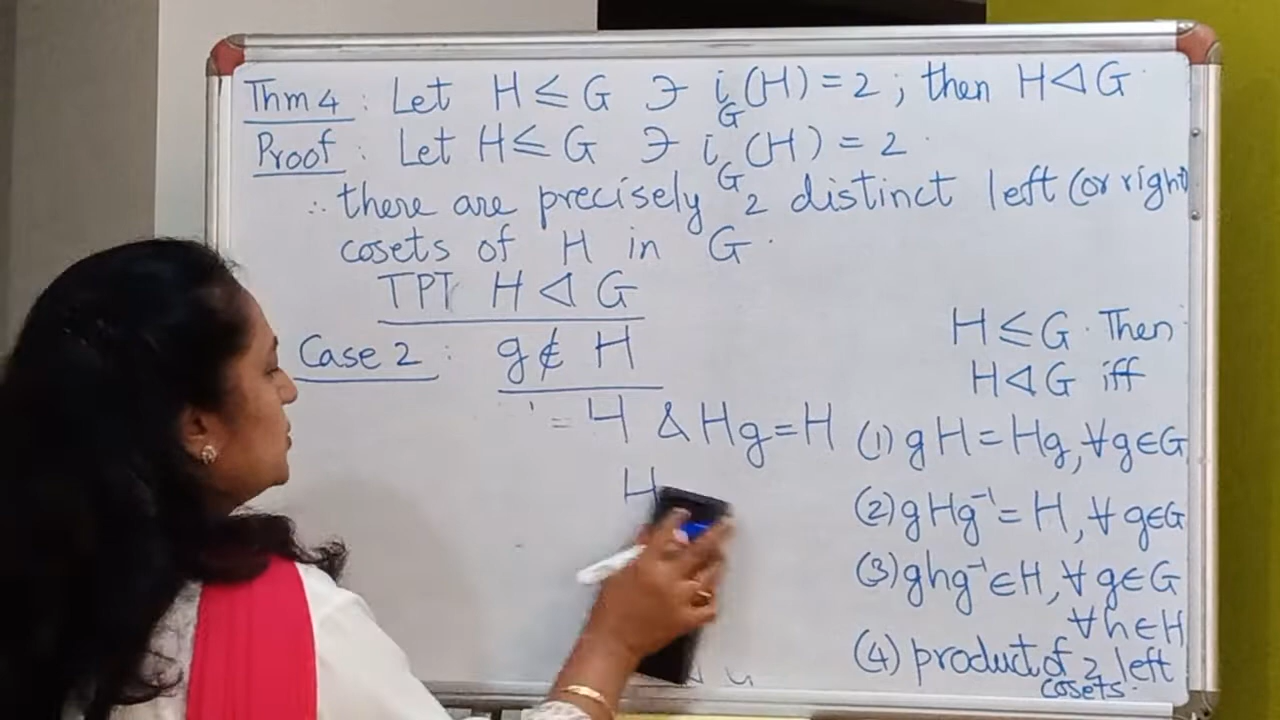 Thm 4 : Let H ≤ G ∋ i_G(H) = 2 ; then H ◁ G.
Proof : Let H ≤ G ∋ i_G(H) = 2.
∴ there are precisely 2 distinct left (or right)
cosets of H in G.
TPT H ◁ G
Case 2 : g ∉ H
= H & Hg = H
H
H ≤ G. Then
H ◁ G iff
(1) gH = Hg, ∀ g ∈ G
(2) gHg⁻¹ = H, ∀ g ∈ G
(3) ghg⁻¹ ∈ H, ∀ g ∈ G
∀ h ∈ H
(4) product of 2 left
cosets.